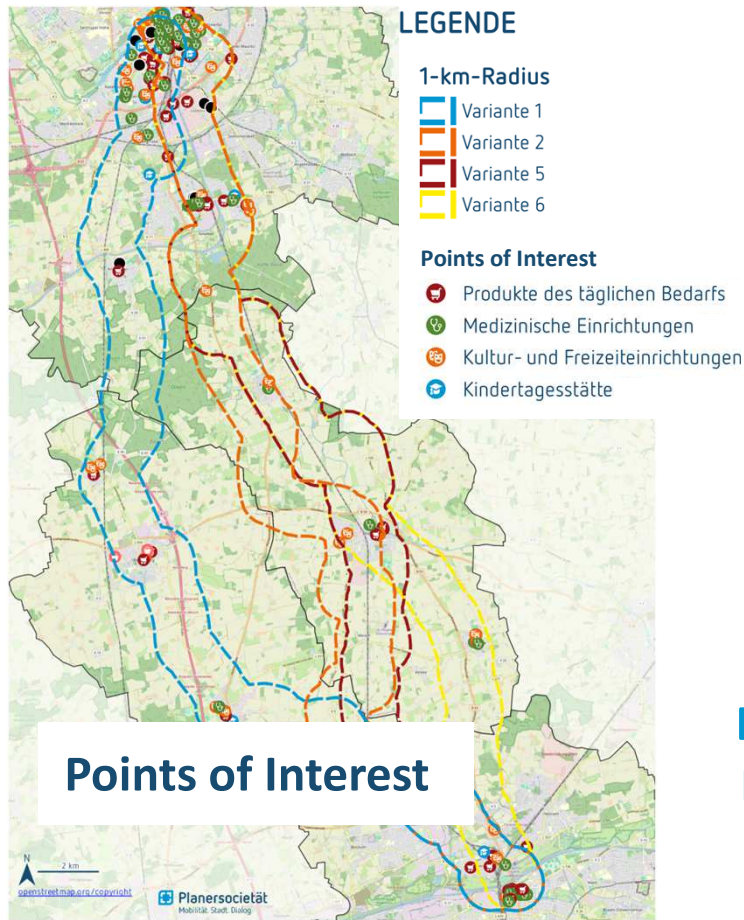 LEGENDE
1-km-Radius
Variante 1
Variante 2
Variante 5
Variante 6
Points of Interest
Produkte des täglichen Bedarfs
Medizinische Einrichtungen
Kultur- und Freizeiteinrichtungen
Kindertagesstätte
Points of Interest
N
2 km
openstreetmap.org/copyright
Planersocietät
Mobilität. Stadt. Dialog.